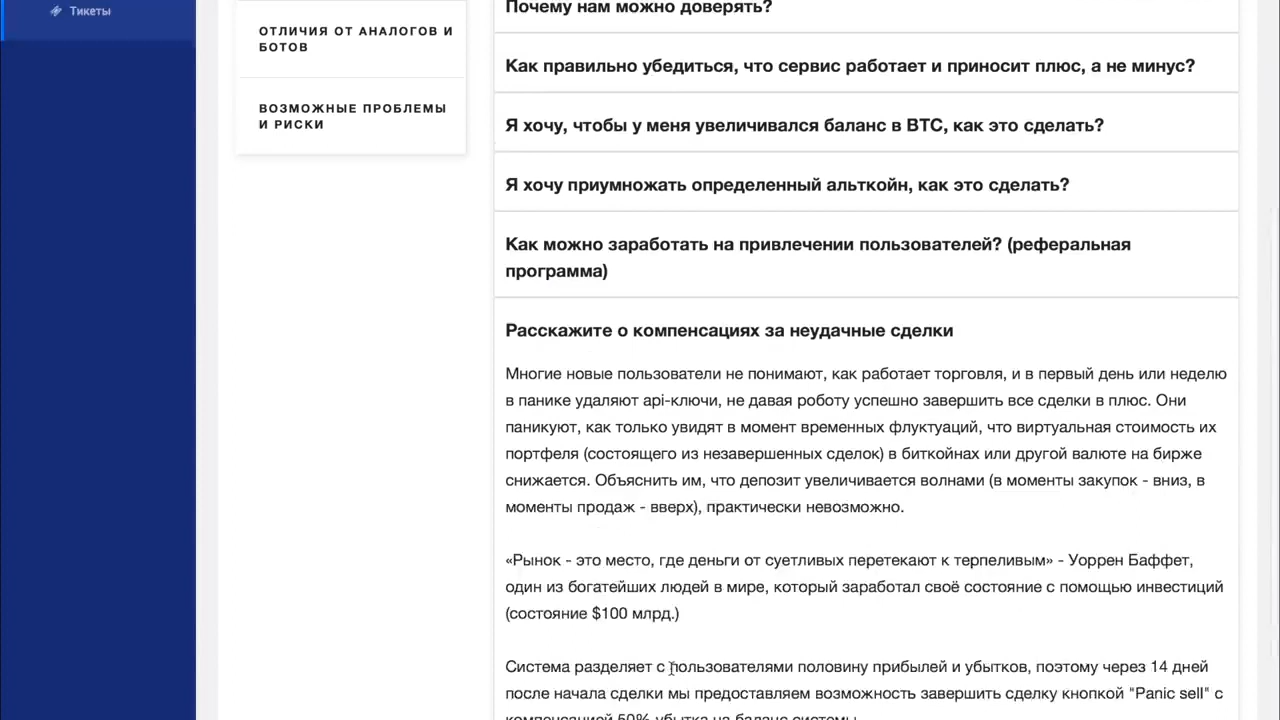 Тикеты
ОТЛИЧИЯ ОТ АНАЛОГОВ И
БОТОВ
ВОЗМОЖНЫЕ ПРОБЛЕМЫ
И РИСКИ
Почему нам можно доверять?
Как правильно убедиться, что сервис работает и приносит плюс, а не минус?
Я хочу, чтобы у меня увеличивался баланс в BTC, как это сделать?
Я хочу приумножать определенный альткойн, как это сделать?
Как можно заработать на привлечении пользователей? (реферальная
программа)
Расскажите о компенсациях за неудачные сделки
Многие новые пользователи не понимают, как работает торговля, и в первый день или неделю
в панике удаляют api-ключи, не давая роботу успешно завершить все сделки в плюс. Они
паникуют, как только увидят в момент временных флуктуаций, что виртуальная стоимость их
портфеля (состоящего из незавершенных сделок) в биткойнах или другой валюте на бирже
снижается. Объяснить им, что депозит увеличивается волнами (в моменты закупок - вниз, в
моменты продаж - вверх), практически невозможно.
«Рынок - это место, где деньги от суетливых перетекают к терпеливым» - Уоррен Баффет,
один из богатейших людей в мире, который заработал своё состояние с помощью инвестиций
(состояние $100 млрд.)
Система разделяет с пользователями половину прибылей и убытков, поэтому через 14 дней
после начала сделки мы предоставляем возможность завершить сделку кнопкой "Panic sell" с
компенсацией 50% убытка на баланс системы.